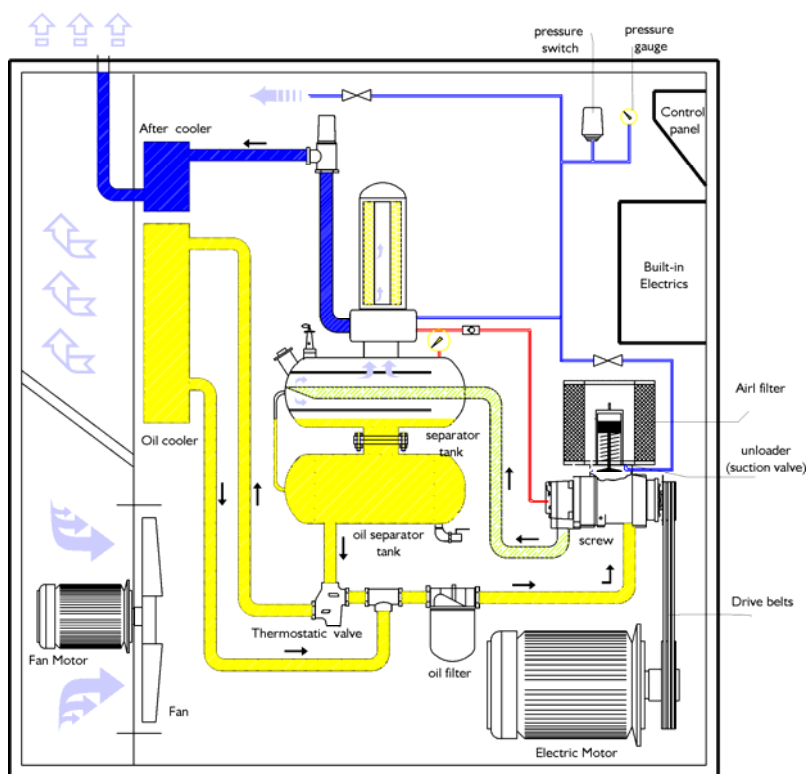 pressure
switch
pressure
gauge
After cooler
Control
panel
Built-in
Electrics
Airl filter
Oil cooler
separator
tank
unloader
(suction valve)
oil separator
tank
screw
Drive belts
Thermostatic valve
Fan Motor
oil filter
Fan
Electric Motor